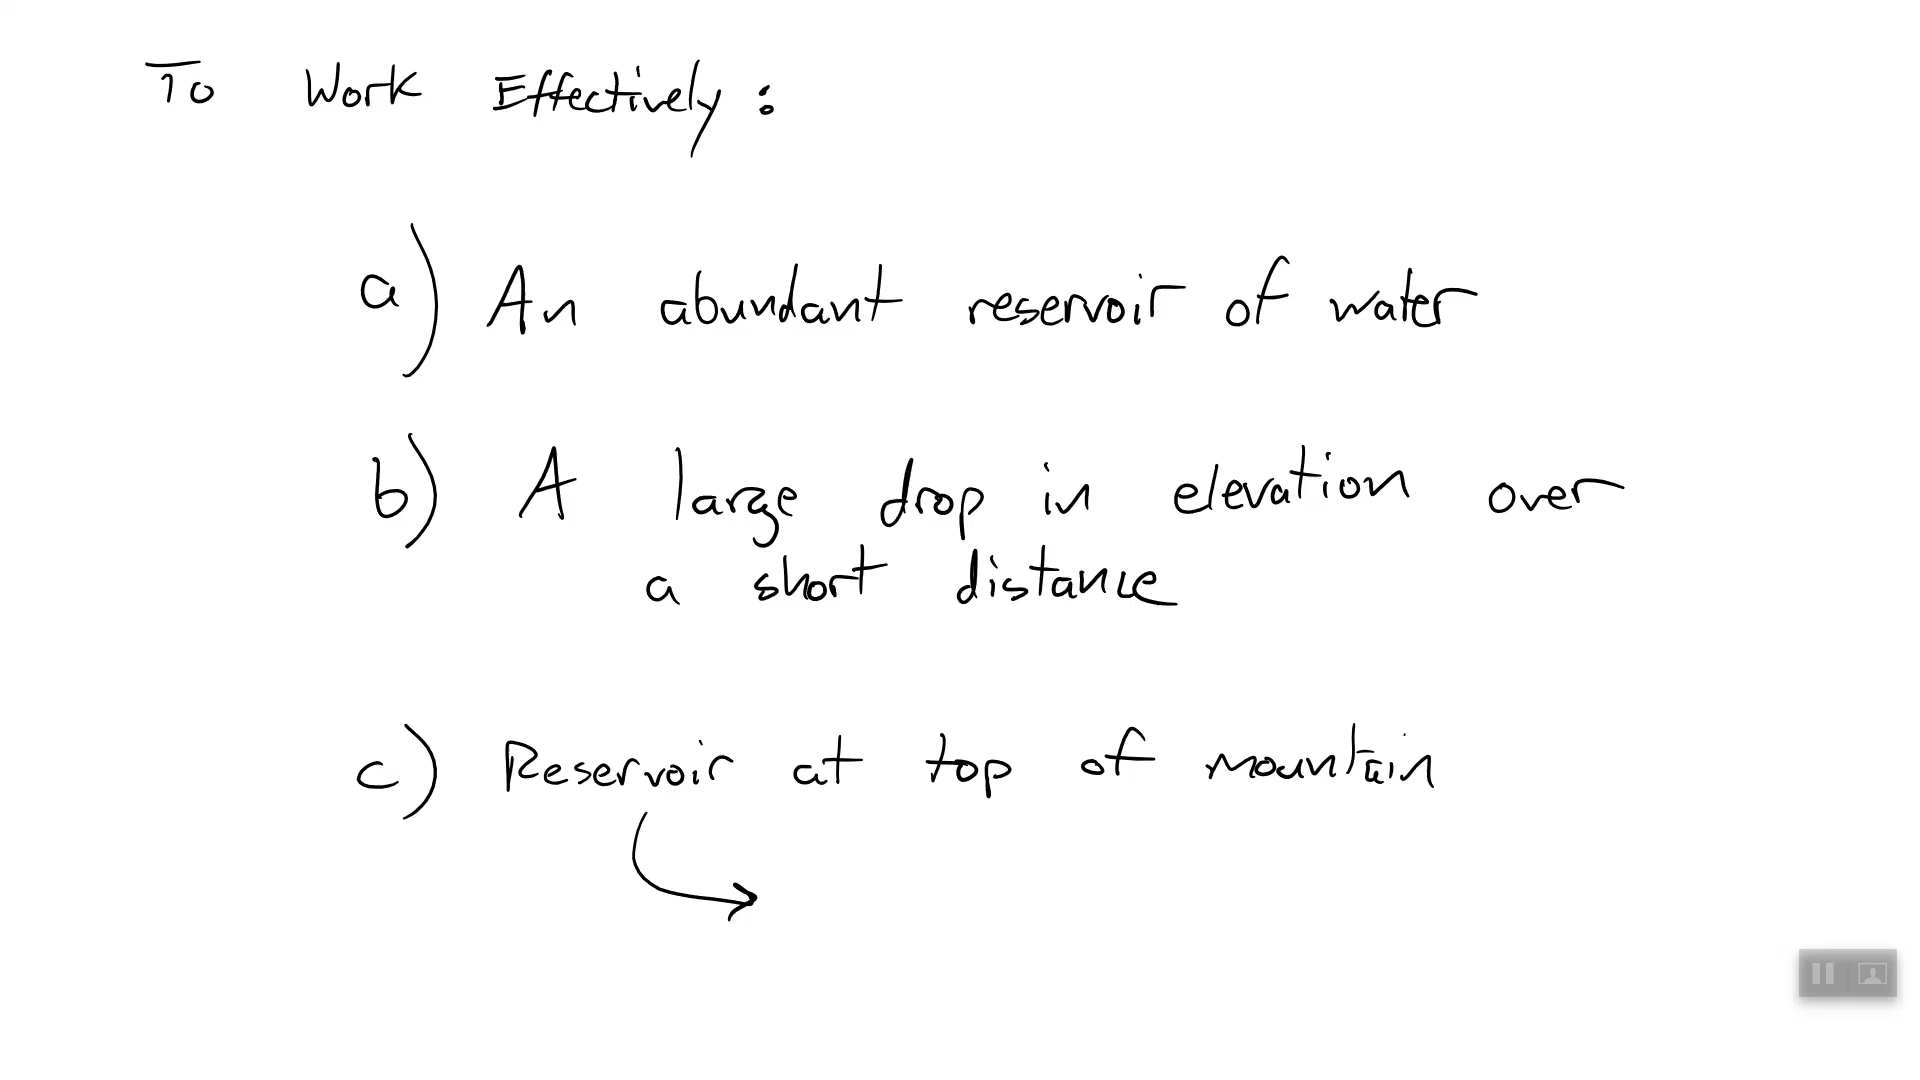 To Work Effectively:
a) An abundant reservoir of water
b) A large drop in elevation over
a short distance
c) Reservoir at top of mountain